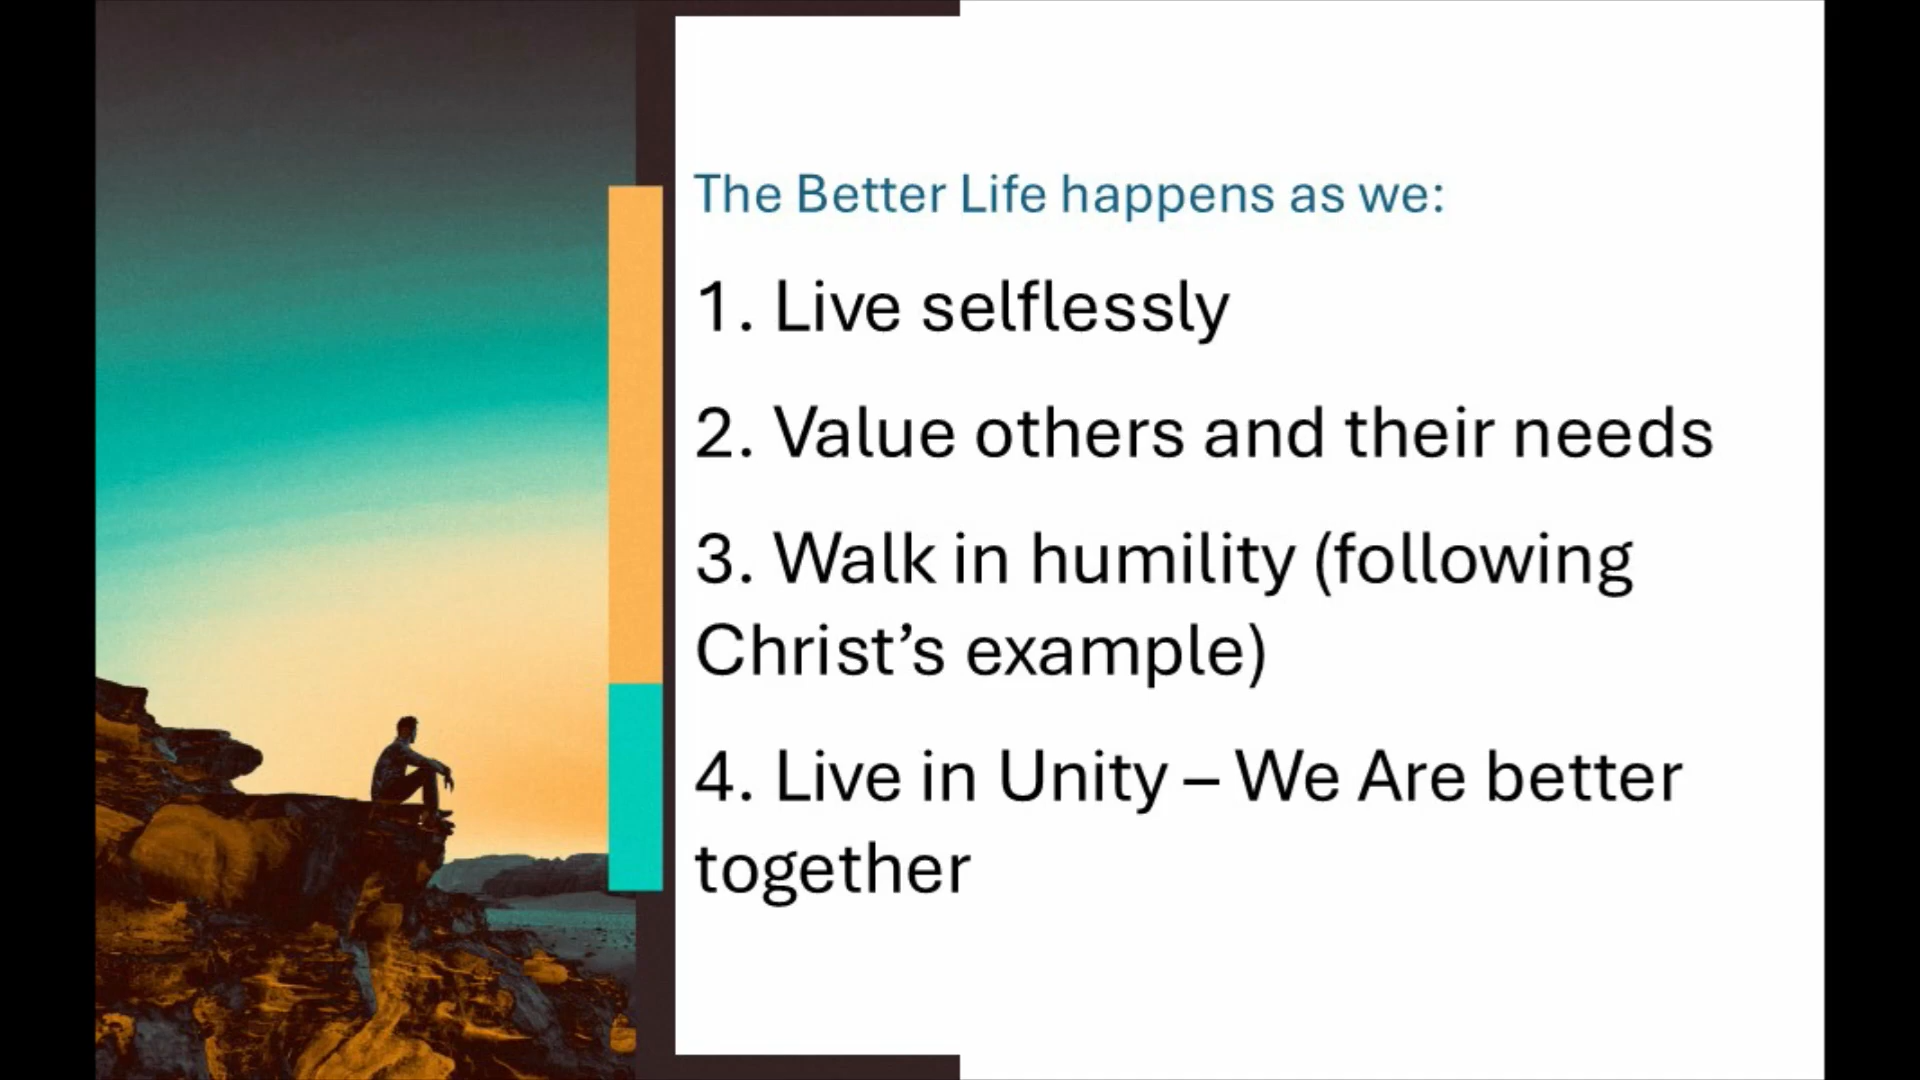 The Better Life happens as we:
1. Live selflessly
2. Value others and their needs
3. Walk in humility (following
Christ’s example)
4. Live in Unity – We Are better
together